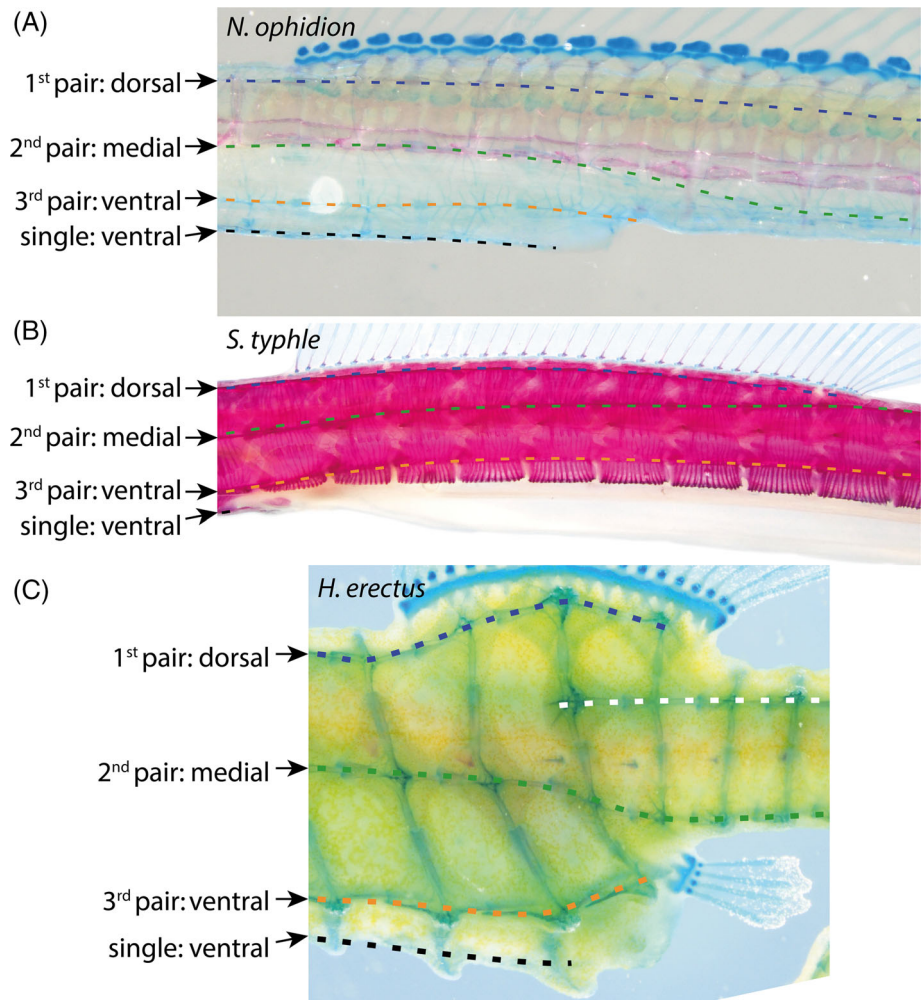 (A)
N. ophidion
1st pair: dorsal
2nd pair: medial
3rd pair: ventral
single: ventral
(B)
S. typhle
1st pair: dorsal
2nd pair: medial
3rd pair: ventral
single: ventral
(C)
H. erectus
1st pair: dorsal
2nd pair: medial
3rd pair: ventral
single: ventral